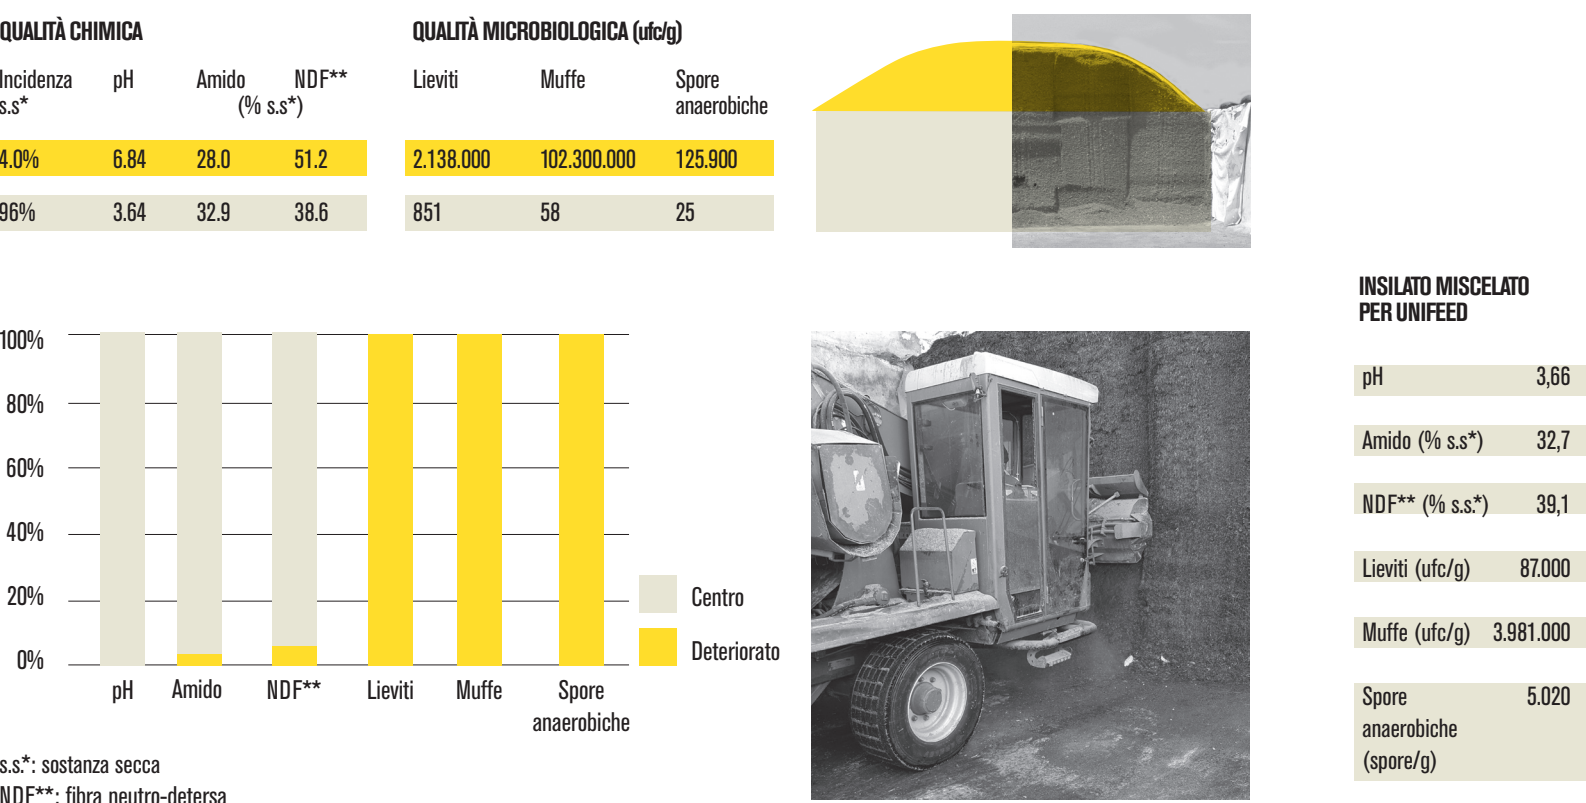 QUALITÀ CHIMICA
Incidenza s.s* pH Amido NDF**
(% s.s*)
4.0% 6.84 28.0 51.2
96% 3.64 32.9 38.6
QUALITÀ MICROBIOLOGICA (ufc/g)
Lieviti Muffe Spore anaerobiche
2.138.000 102.300.000 125.900
851 58 25
100%
80%
60%
40%
20%
0%
pH Amido NDF** Lieviti Muffe Spore
anaerobiche
Centro
Deteriorato
s.s.*: sostanza secca
NDF**: fibra neutro-detersa
INSILATO MISCELATO
PER UNIFEED
pH 3,66
Amido (% s.s*) 32,7
NDF** (% s.s.*) 39,1
Lieviti (ufc/g) 87.000
Muffe (ufc/g) 3.981.000
Spore 5.020
anaerobiche
(spore/g)